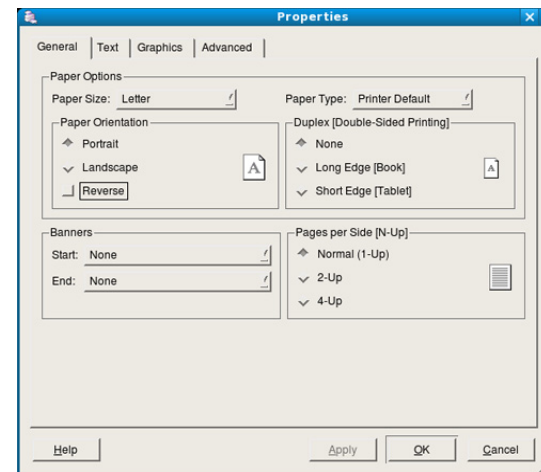 Properties
General Text Graphics Advanced
Paper Options
Paper Size: Letter
Paper Type: Printer Default
Paper Orientation
Portrait
Landscape
Reverse
A
Duplex [Double-Sided Printing]
None
Long Edge [Book]
Short Edge [Tablet]
A
Banners
Start: None
End: None
Pages per Side [N-Up]
Normal (1-Up)
2-Up
4-Up
Help Apply OK Cancel